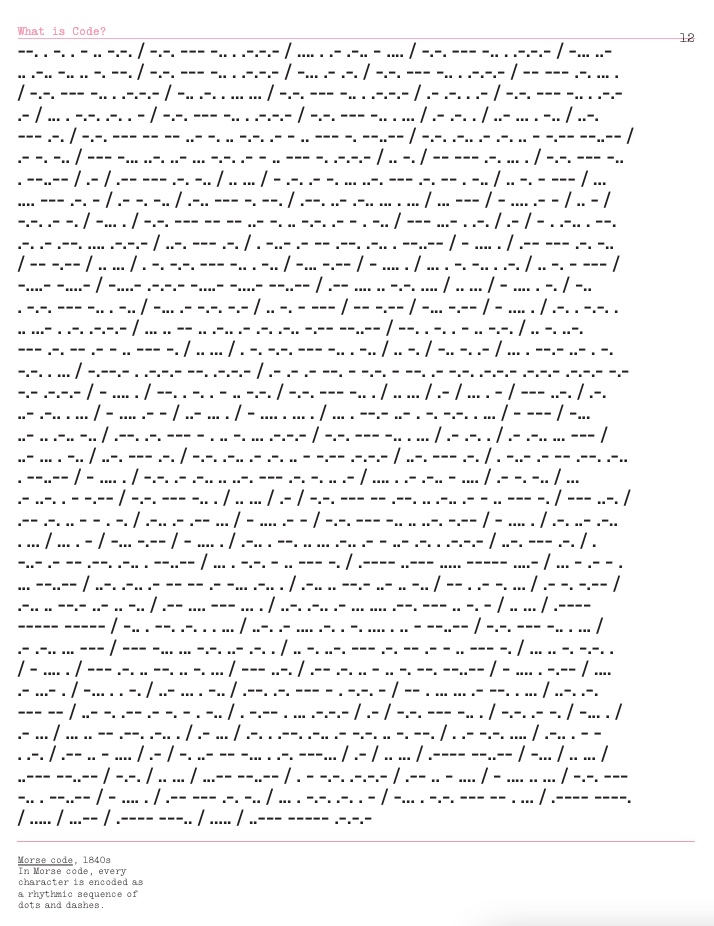 What is Code?
12
--. . -. . - .. -.-. / -.-. --- -.. . .-.-.- / .... . .- .-.. - .... / -.-. --- -.. . .-.-.- / -... ..-
.. .-.. -.. .. -. --. / -.-. --- -.. . .-.-.- / -... .- .-. / -.-. --- -.. . .-.-.- / -- --- .-. ... .
/ -.-. --- -.. . .-.-.- / -.. .-. . ... ... / -.-. --- -.. . .-.-.- / .- .-. . .- / -.-. --- -.. . .-.-
.- / ... . -.-. .-. . - / -.-. --- -.. . .-.-.- / -.-. --- -.. . ... / .- .-. . / ..- ... . -.. / ..-.
--- .-. / -.-. --- -- -- ..- -. .. -.-. .- - .. --- -. --..-- / -.-. .-.. .- .-. .. - -.-- --..-- /
.- -. -.. / --- -... ..-. ..- ... -.-. .- - .. --- -. .-.-.- / .. -. / -- --- .-. ... . / -.-. --- -..
. --..-- / .- / .-- --- .-. -.. / .. ... / - .-. .- -. ... ..-. --- .-. -- . -.. / .. -. - --- / ...
.... --- .-. - / .- -. -.. / .-.. --- -. --. / .--. ..- .-.. ... . ... / ... --- / - .... .- - / .. - /
-.-. .- -. / -... . / -.-. --- -- -- ..- -. .. -.-. .- - . -.. / --- ...- . .-. / .- / - . .-.. . --.
.-. .- .--. .... .-.-.- / ..-. --- .-. / . -..- .- -- .--. .-.. . --..-- / - .... . / .-- --- .-. -..
/ -- -.-- / .. ... / . -. -.-. --- -.. . -.. / -... -.-- / - .... . / ... . -. -.. . .-. / .. -. - --- /
-....- -....- / -....- .-.-.- -....- -....- --..-- / .-- .... .. -.-. .... / .. ... / - .... . -. / -..
. -.-. --- -.. . -.. / -... .- -.-. -.- / .. -. - --- / -- -.-- / -... -.-- / - .... . / .-. . -.-. .
.. ...- . .-. .-.-.- / ... .. -- .. .-.. .- .-. .-.. -.-- --..-- / --. . -. . - .. -.-. / .. -. ..-.
--- .-. -- .- - .. --- -. / .. ... / . -. -.-. --- -.. . -.. / .. -. / -.. -. .- / ... . --.- ..- . -.
-.-. . ... / -.--.- . .-.-.- --. .-.-.- / .- .- .- --. - -.-. - --. .- -.-. .-.-.- .-.-.- .-.-.- -.-
-.- .-.-.- / - .... . / --. . -. . - .. -.-. / -.-. --- -.. . / .. ... / .- / ... . - / --- ..-. / .-.
..- .-.. . ... / - .... .- - / ..- ... . / - .... . ... . / ... . --.- ..- . -. -.-. . ... / - --- / -...
..- .. .-.. -.. / .--. .-. --- - . .. -. ... .-.-.- / -.-. --- -.. . ... / .- .-. . / .- .-.. ... --- /
..- ... . -.. / ..-. --- .-. / -.-. .-.. .- .-. .. - -.-- .-.-.- / ..-. --- .-. / . -..- .- -- .--. .-..
. --..-- / - .... . / -.-. .- .-.. .. ..-. --- .-. -. .. .- / .... . .- .-.. - .... / .- -. -.. / ...
.- ..-. . - -.-- / -.-. --- -.. . / .. ... / .- / -.-. --- -- .--. .. .-.. .- - .. --- -. / --- ..-. /
.-- .-. .. - - . -. / .-.. .- .-- ... / - .... .- - / -.-. --- -.. .. ..-. -.-- / - .... . / .-. ..- .-..
. ... / ... . - / -... -.-- / - .... . / .-.. . --. .. ... .-.. .- - ..- .-. . .-.-.- / ..-. --- .-. / .
-..- .- -- .--. .-.. . --..-- / ... . -.-. - .. --- -. / .---- ..--- ..... ----- ....- / ... - .- - .
... --..-- / ..-. .-.. .- -- -- .- -... .-.. . / .-.. .. --.- ..- .. -.. / -- . .- -. ... / .- -. -.-- /
.-.. .. --.- ..- .. -.. / .-- .... --- ... . / ..-. .-.. .- ... .... .--. --- .. -. - / .. ... / .----
----- ----- / -.. . --. .-. . . ... / ..-. .- .... .-. . -. .... . .. - --..-- / -.-. --- -.. . ... /
.- .-.. ... --- / --- -... ... -.-. ..- .-. . / .. -. ..-. --- .-. -- .- - .. --- -. / ... .. -. -.-. .
/ - .... . / --- .-. .. --. .. -. ... / --- ..-. / .-- .-. .. - .. -. --. --..-- / - .... . -.-- / ....
.- ...- . / -... . . -. / ..- ... . -.. / .--. .-. --- - . -.-. - / -- . ... ... .- --. . ... / ..-. .-.
--- -- / ..- -. .-- .- -. - . -.. / . -.-- . ... .-.-.- / .- / -.-. --- -.. . / -.-. .- -. / -... . /
.- ... / ... .. -- .--. .-.. . / .- ... / .-. . .--. .-.. .- -.-. .. -. --. / . .- -.-. .... / .-.. . - -
. .-. / .-- .. - .... / .- / -. ..- -- -... . .-. ---... / .- / .. ... / .---- --..-- / -... / .. ... /
..--- --..-- / -.-. / .. ... / ...-- --..-- / . - -.-. .-.-.- / .-- .. - .... / - .... .. ... / -.-. ---
-.. . --..-- / - .... . / .-- --- .-. -.. / ... . -.-. .-. . - / -... . -.-. --- -- . ... / .---- ----.
/ ..... / ...-- / .---- ---.. / ..... / ..--- ----- .-.-.-
Morse code, 1840s
In Morse code, every
character is encoded as
a rhythmic sequence of
dots and dashes.